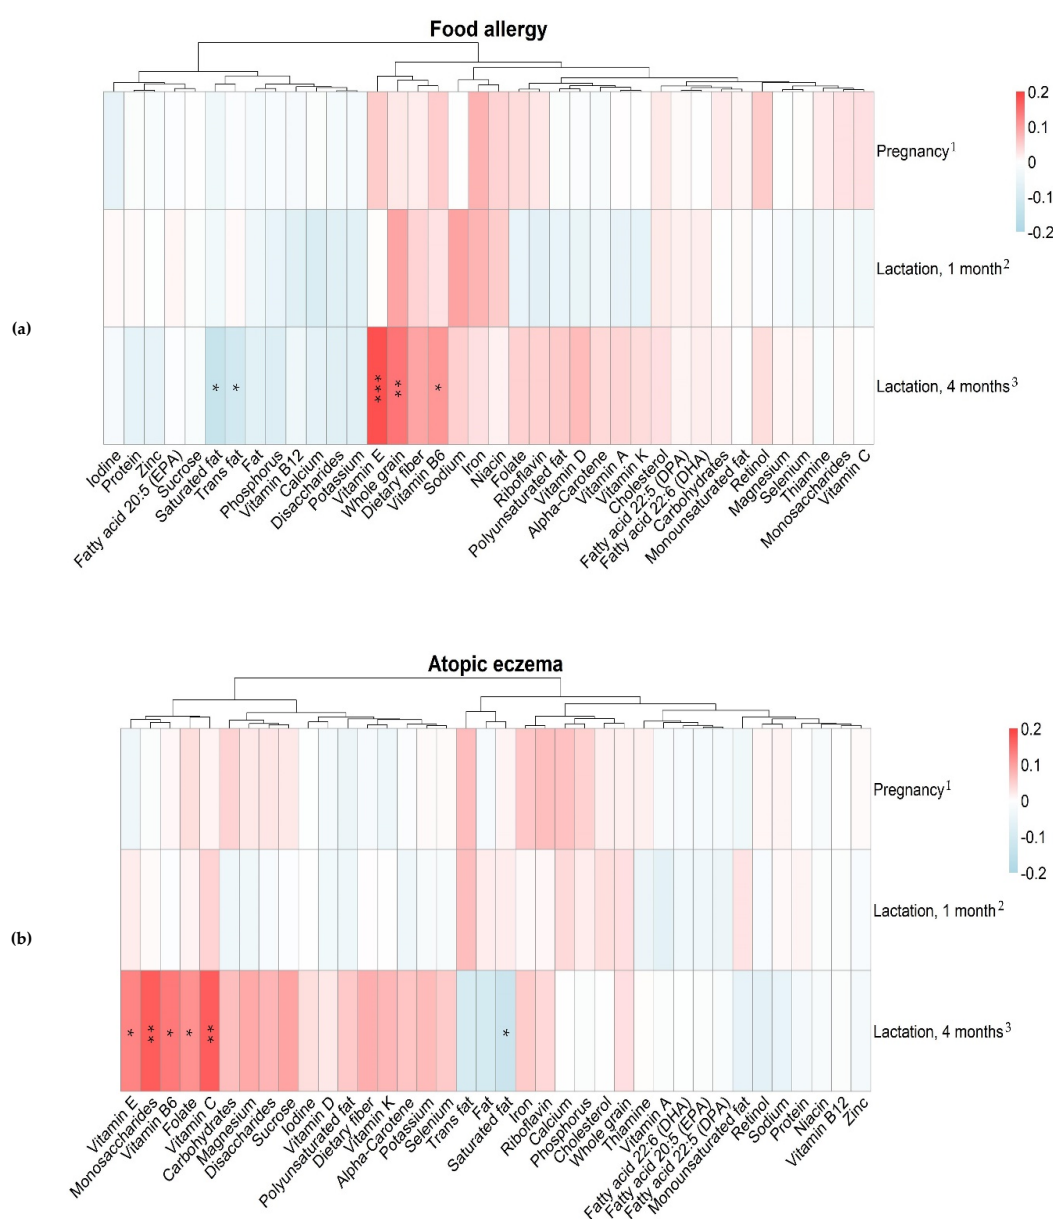 Food allergy
0.2
0.1
0
-0.1
-0.2
Pregnancy1
Lactation, 1 month2
(a)
Lactation, 4 months3
* * *** ** *
Iodine
Protein
Zinc
Fatty acid 20:5 (EPA)
Sucrose
Saturated fat
Trans fat
Fat
Phosphorus
Vitamin B12
Calcium
Disaccharides
Potassium
Vitamin E
Whole grain
Dietary fiber
Vitamin B6
Sodium
Iron
Niacin
Folate
Riboflavin
Polyunsaturated fat
Vitamin D
Alpha-Carotene
Vitamin A
Vitamin K
Cholesterol
Fatty acid 22:5 (DPA)
Fatty acid 22:6 (DHA)
Carbohydrates
Monounsaturated fat
Retinol
Magnesium
Selenium
Thiamine
Monosaccharides
Vitamin C
Atopic eczema
0.2
0.1
0
-0.1
-0.2
Pregnancy1
Lactation, 1 month2
(b)
Lactation, 4 months3
* ** * * ** *
Vitamin E
Monosaccharides
Vitamin B6
Folate
Vitamin C
Carbohydrates
Magnesium
Disaccharides
Sucrose
Iodine
Vitamin D
Polyunsaturated fat
Dietary fiber
Vitamin K
Alpha-Carotene
Potassium
Selenium
Trans fat
Fat
Saturated fat
Iron
Riboflavin
Calcium
Phosphorus
Cholesterol
Whole grain
Thiamine
Vitamin A
Fatty acid 22:6 (DHA)
Fatty acid 20:5 (EPA)
Fatty acid 22:5 (DPA)
Monounsaturated fat
Retinol
Sodium
Protein
Niacin
Vitamin B12
Zinc